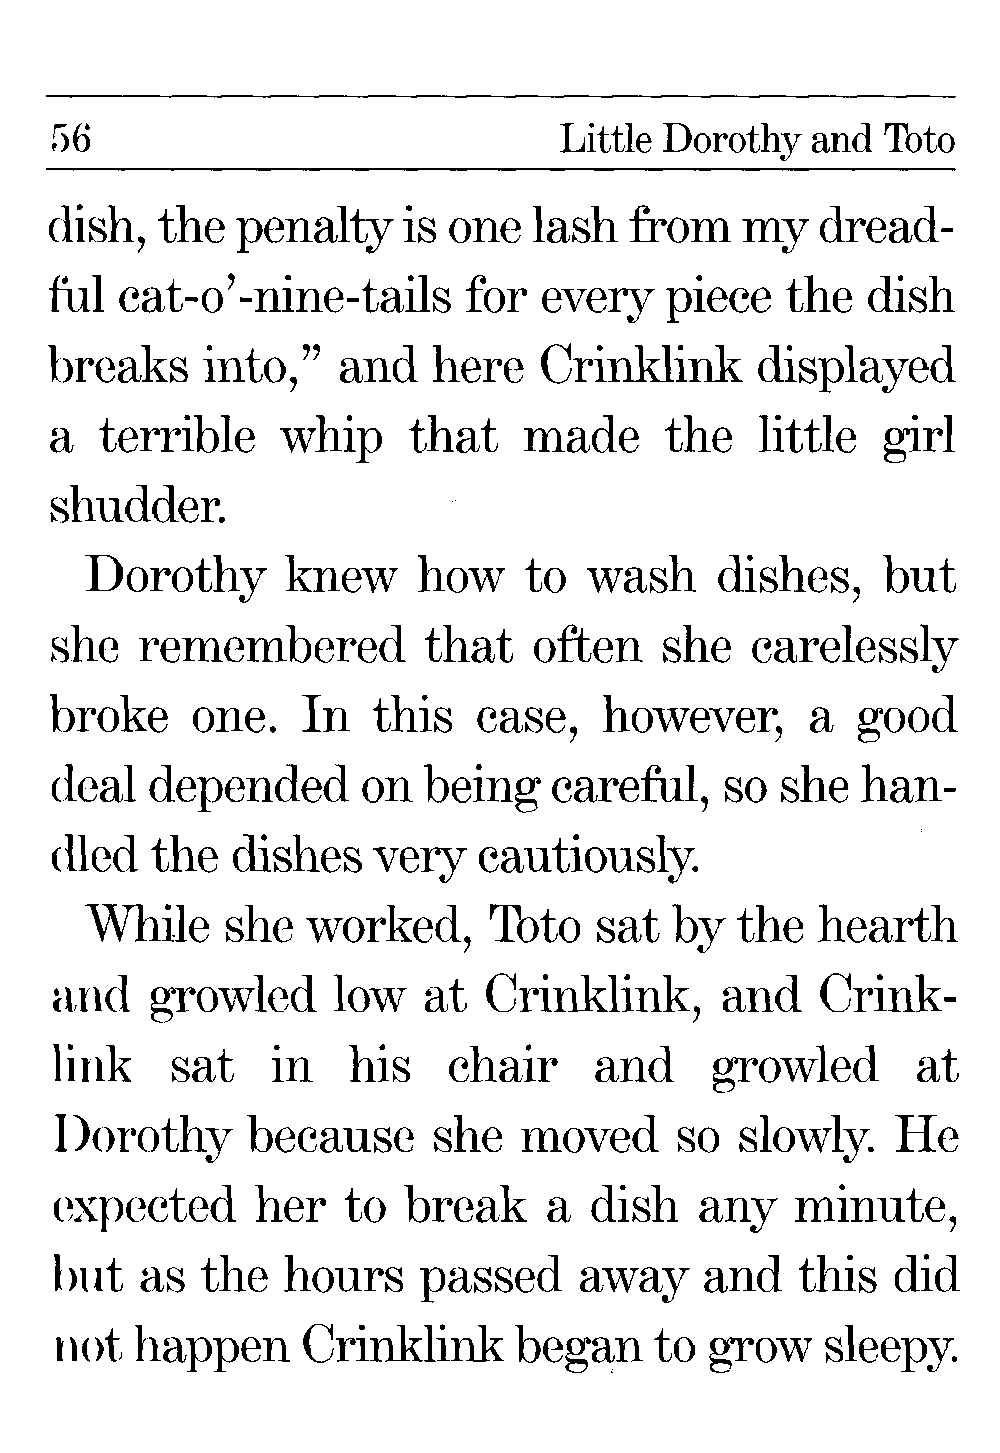 56 Little Dorothy and Toto
dish, the penalty is one lash from my dread-
ful cat-o’-nine-tails for every piece the dish
breaks into,” and here Crinklink displayed
a terrible whip that made the little girl
shudder.
Dorothy knew how to wash dishes, but
she remembered that often she carelessly
broke one. In this case, however, a good
deal depended on being careful, so she han-
dled the dishes very cautiously.
While she worked, Toto sat by the hearth
and growled low at Crinklink, and Crink-
link sat in his chair and growled at
Dorothy because she moved so slowly. He
expected her to break a dish any minute,
but as the hours passed away and this did
not happen Crinklink began to grow sleepy.